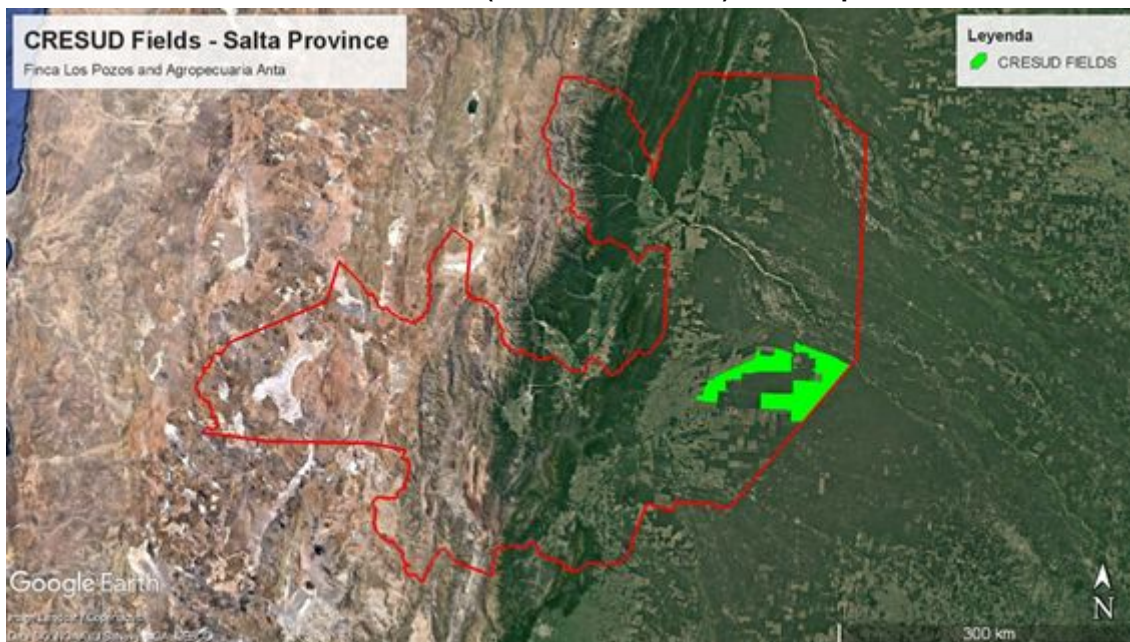 CRESUD Fields - Salta Province
Finca Los Pozos and Agropecuaria Anta
Leyenda
CRESUD FIELDS
Google Earth
N
300 km